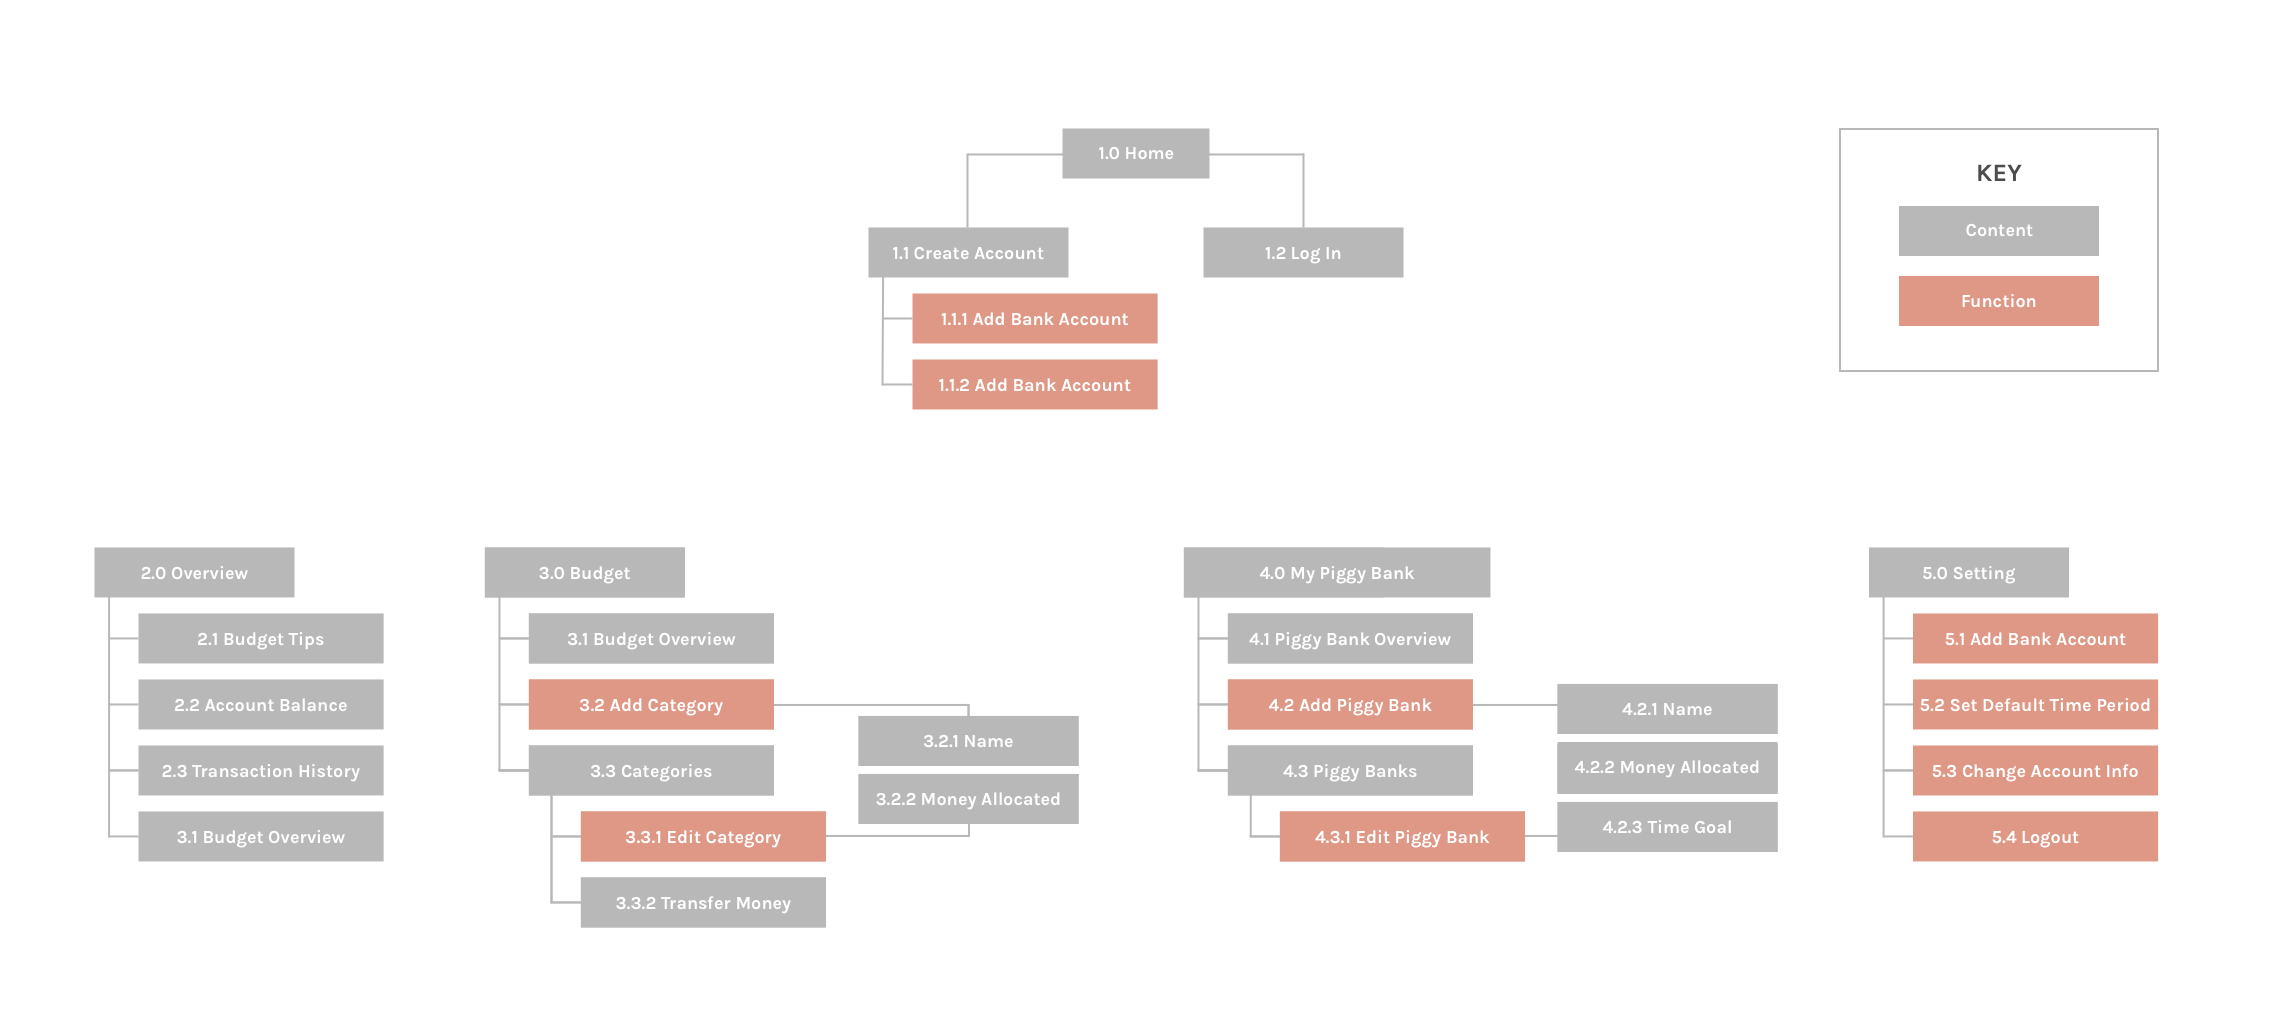 1.0 Home
1.1 Create Account
1.2 Log In
1.1.1 Add Bank Account
1.1.2 Add Bank Account
KEY
Content
Function
2.0 Overview
2.1 Budget Tips
2.2 Account Balance
2.3 Transaction History
3.1 Budget Overview
3.0 Budget
3.1 Budget Overview
3.2 Add Category
3.3 Categories
3.3.1 Edit Category
3.3.2 Transfer Money
3.2.1 Name
3.2.2 Money Allocated
4.0 My Piggy Bank
4.1 Piggy Bank Overview
4.2 Add Piggy Bank
4.3 Piggy Banks
4.3.1 Edit Piggy Bank
4.2.1 Name
4.2.2 Money Allocated
4.2.3 Time Goal
5.0 Setting
5.1 Add Bank Account
5.2 Set Default Time Period
5.3 Change Account Info
5.4 Logout